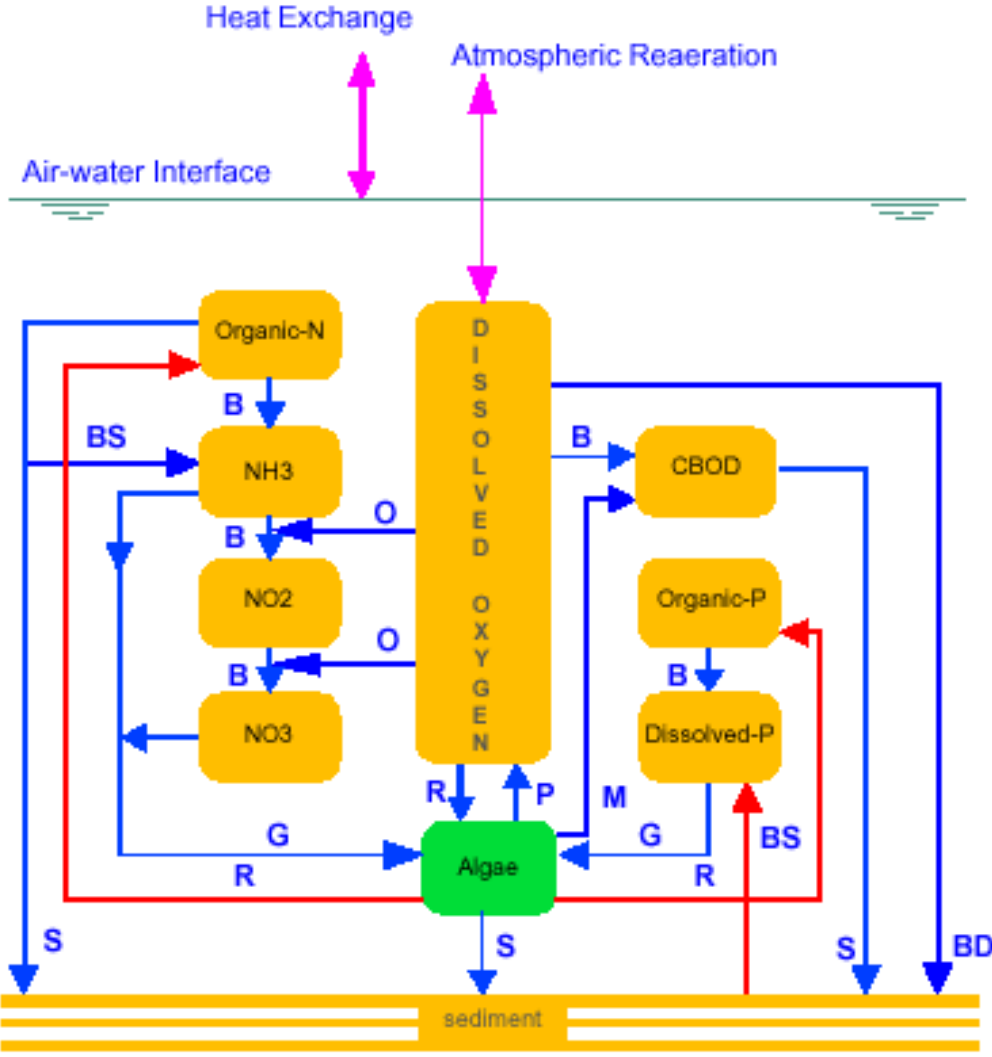 Heat Exchange
Atmospheric Reaeration
Air-water Interface
Organic-N
DISSOLVED OXYGEN
B
BS
B
NH3
CBOD
O
B
NO2
Organic-P
O
B
B
NO3
Dissolved-P
R
P
M
G
G
BS
Algae
R
R
S
S
S
BD
sediment